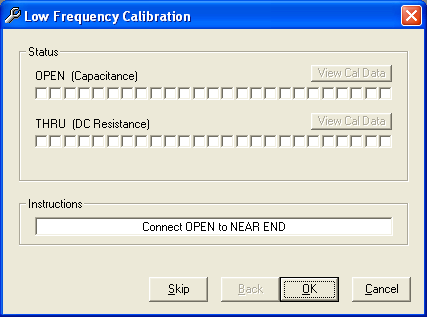 Low Frequency Calibration
Status
OPEN (Capacitance)
View Cal Data
THRU (DC Resistance)
View Cal Data
Instructions
Connect OPEN to NEAR END
Skip
Back
OK
Cancel